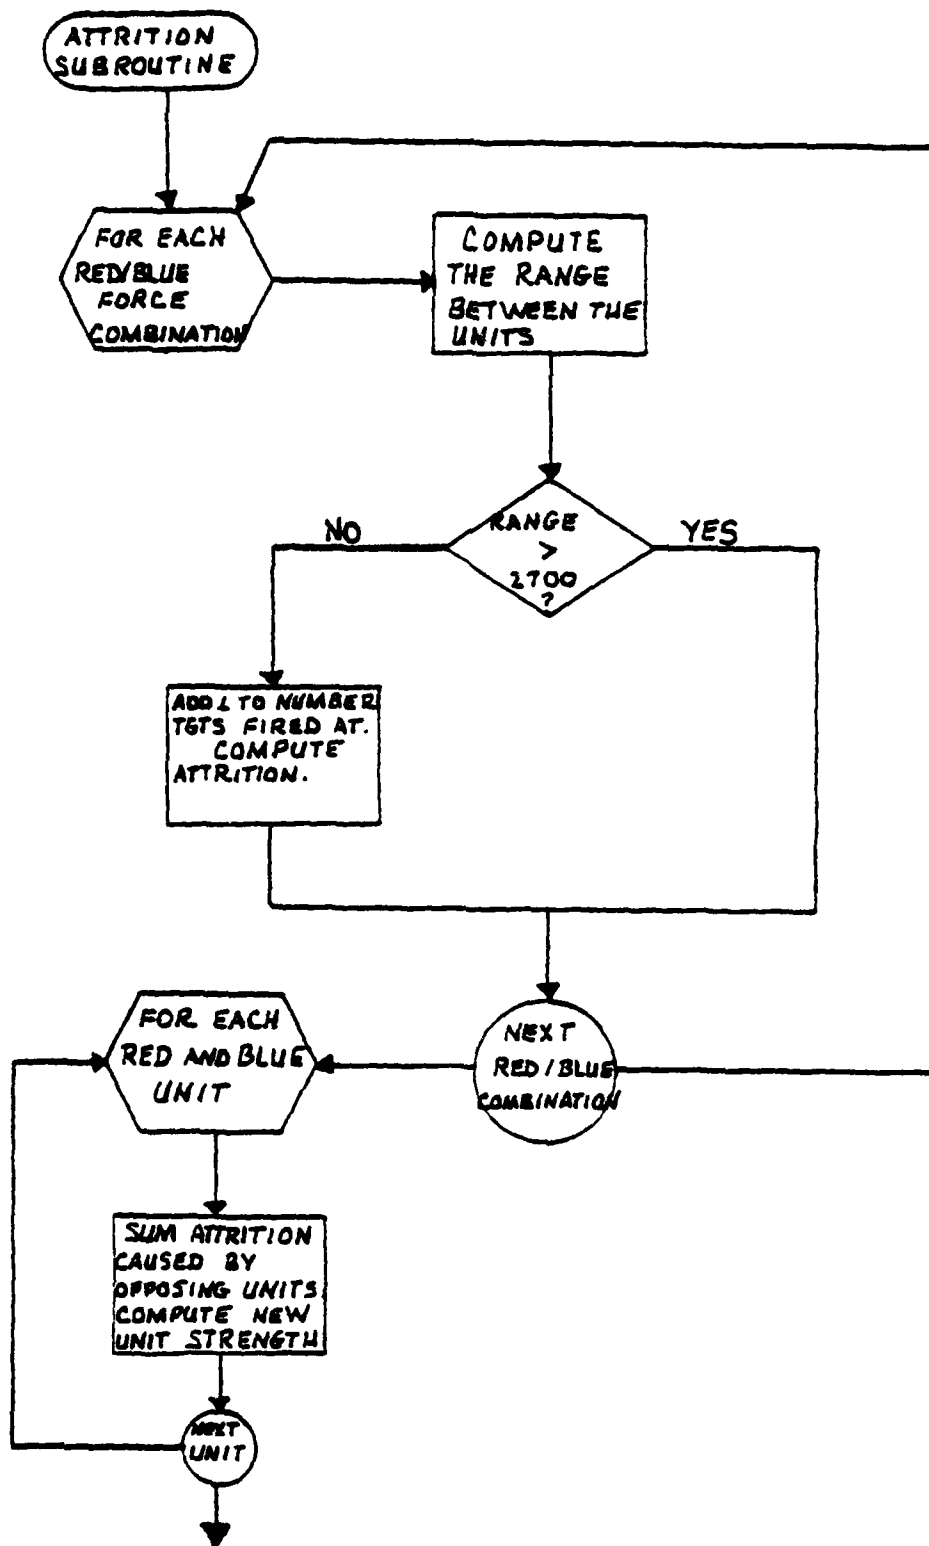 ATTRITION
SUBROUTINE
FOR EACH
RED/BLUE
FORCE
COMBINATION
COMPUTE
THE RANGE
BETWEEN THE
UNITS
NO
RANGE
>
2700
?
YES
ADD 1 TO NUMBER
TGTS FIRED AT.
COMPUTE
ATTRITION.
NEXT
RED/BLUE
COMBINATION
FOR EACH
RED AND BLUE
UNIT
SUM ATTRITION
CAUSED BY
OPPOSING UNITS
COMPUTE NEW
UNIT STRENGTH
NEXT
UNIT